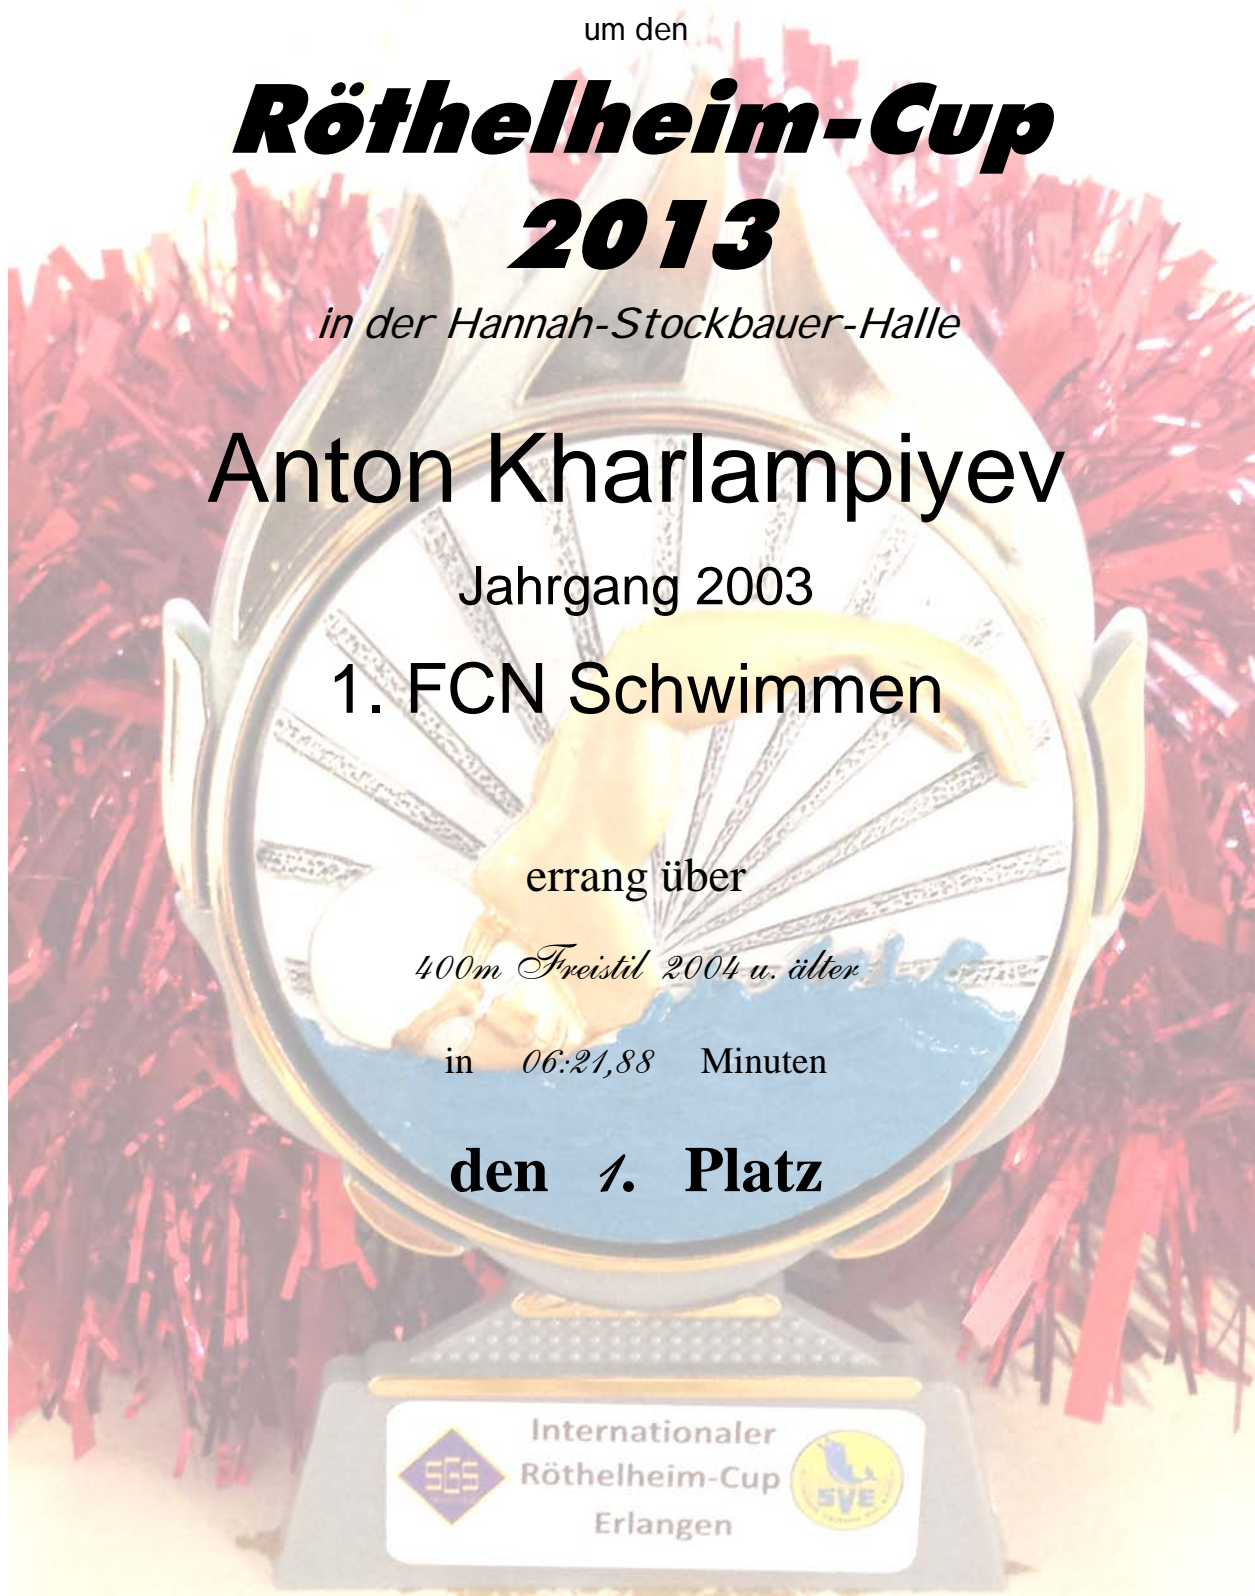 um den
Röthelheim-Cup
2013
in der Hannah-Stockbauer-Halle
Anton Kharlampiyev
Jahrgang 2003
1. FCN Schwimmen
errang über
400m Freistil 2004 u. älter
in 06:21,88 Minuten
den 1. Platz
Internationaler
SGS Röthelheim-Cup SVE
Erlangen